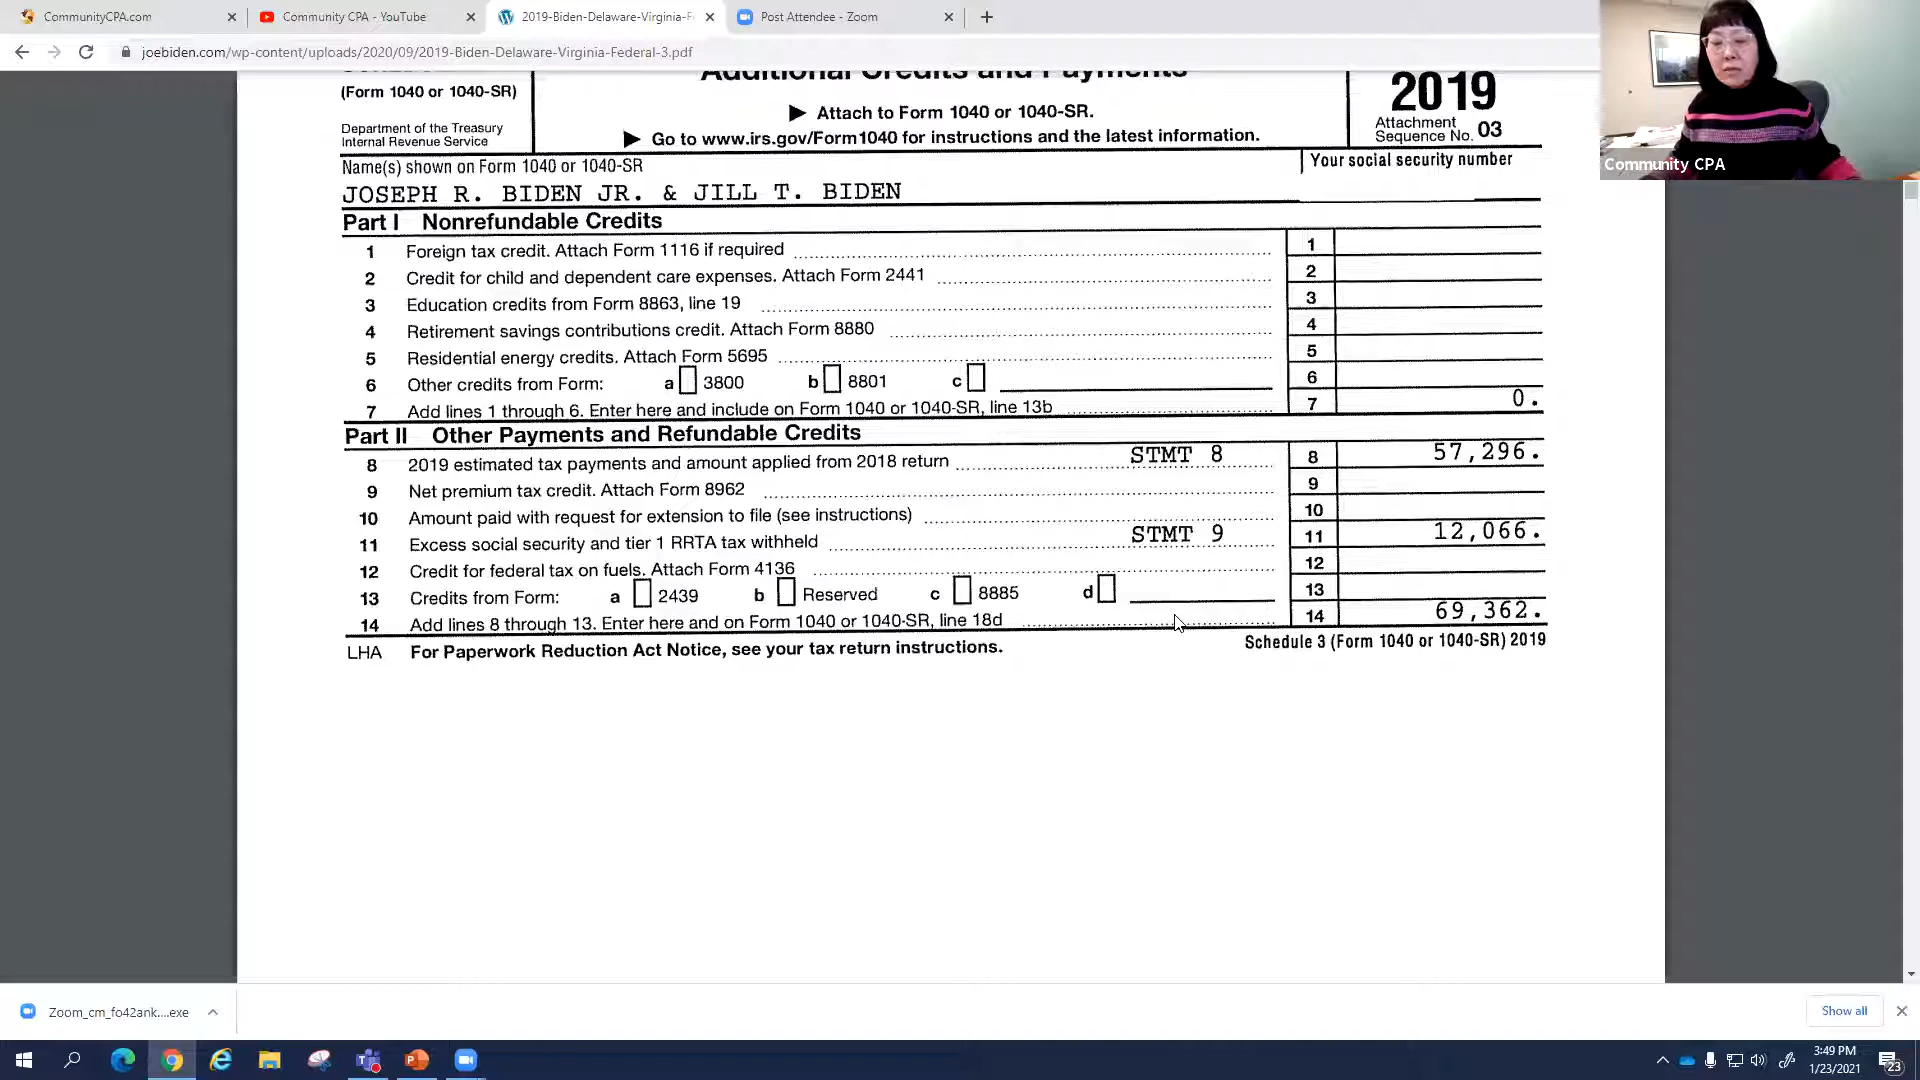 CommunityCPA.com
Community CPA - YouTube
2019-Biden-Delaware-Virginia-F
Post Attendee - Zoom
joebiden.com/wp-content/uploads/2020/09/2019-Biden-Delaware-Virginia-Federal-3.pdf
Community CPA
(Form 1040 or 1040-SR)
Department of the Treasury
Internal Revenue Service
Additional Credits and Payments
▶ Attach to Form 1040 or 1040-SR.
▶ Go to www.irs.gov/Form1040 for instructions and the latest information.
2019
Attachment
Sequence No. 03
Name(s) shown on Form 1040 or 1040-SR
Your social security number
JOSEPH R. BIDEN JR. & JILL T. BIDEN
Part I Nonrefundable Credits
1 Foreign tax credit. Attach Form 1116 if required 1
2 Credit for child and dependent care expenses. Attach Form 2441 2
3 Education credits from Form 8863, line 19 3
4 Retirement savings contributions credit. Attach Form 8880 4
5 Residential energy credits. Attach Form 5695 5
6 Other credits from Form: a 3800 b 8801 c 6
7 Add lines 1 through 6. Enter here and include on Form 1040 or 1040-SR, line 13b 7 0.
Part II Other Payments and Refundable Credits
8 2019 estimated tax payments and amount applied from 2018 return STMT 8 8 57,296.
9 Net premium tax credit. Attach Form 8962 9
10 Amount paid with request for extension to file (see instructions) 10
11 Excess social security and tier 1 RRTA tax withheld STMT 9 11 12,066.
12 Credit for federal tax on fuels. Attach Form 4136 12
13 Credits from Form: a 2439 b Reserved c 8885 d 13
14 Add lines 8 through 13. Enter here and on Form 1040 or 1040-SR, line 18d 14 69,362.
LHA For Paperwork Reduction Act Notice, see your tax return instructions.
Schedule 3 (Form 1040 or 1040-SR) 2019
Zoom_cm_fo42ank....exe
Show all
3:49 PM
1/23/2021
23